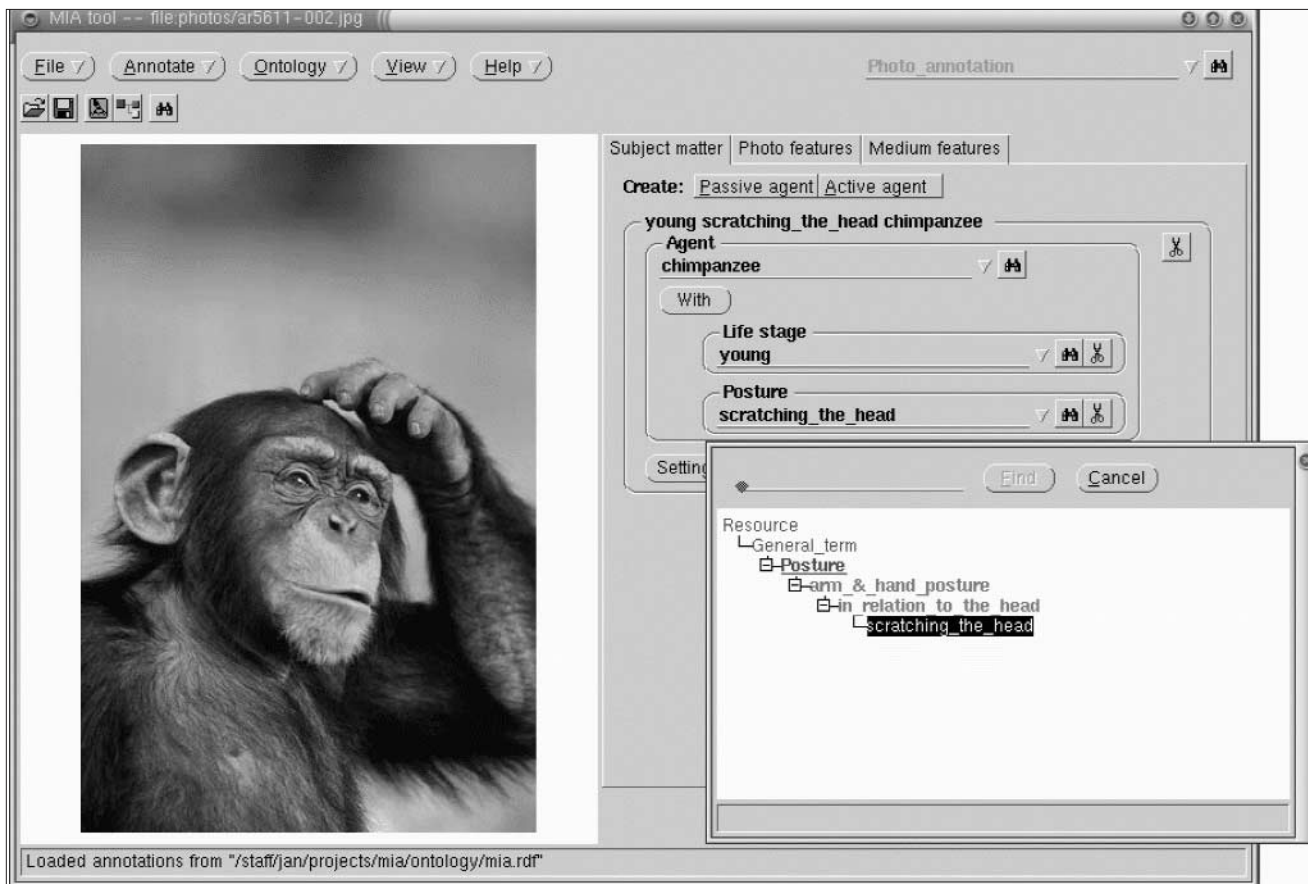 MIA tool -- file:photos/ar5611-002.jpg
File Annotate Ontology View Help Photo_annotation
Subject matter Photo features Medium features
Create: Passive agent Active agent
young scratching_the_head chimpanzee
Agent
chimpanzee
With
Life stage
young
Posture
scratching_the_head
Setting
Find Cancel
Resource
General_term
Posture
arm_&_hand_posture
in_relation_to_the_head
scratching_the_head
Loaded annotations from "/staff/jan/projects/mia/ontology/mia.rdf"